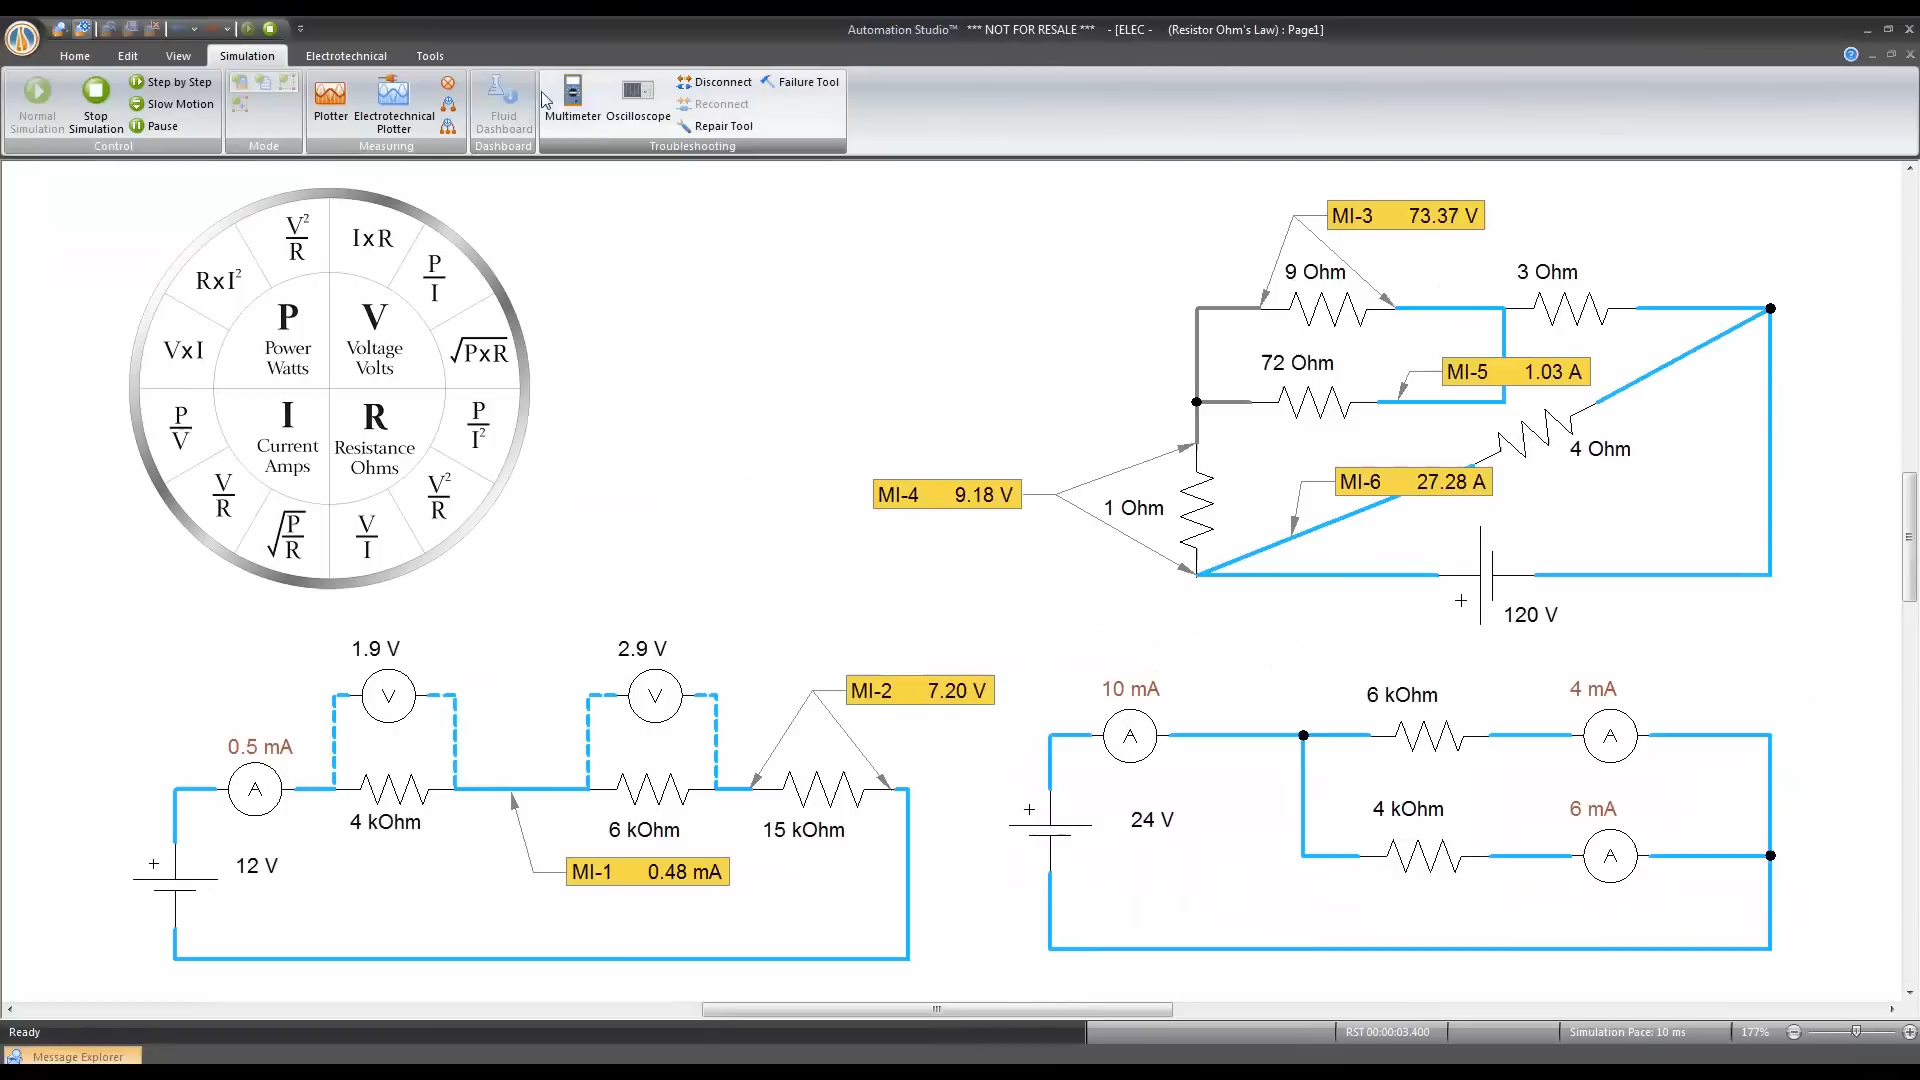 Automation Studio™ *** NOT FOR RESALE *** - [ELEC - (Resistor Ohm's Law) : Page1]
Home Edit View Simulation Electrotechnical Tools
Normal Simulation
Stop Simulation
Step by Step
Slow Motion
Pause
Control
Mode
Plotter
Electrotechnical Plotter
Measuring
Fluid Dashboard
Dashboard
Multimeter
Oscilloscope
Disconnect
Reconnect
Repair Tool
Failure Tool
Troubleshooting
V²
R
IxR
P
I
RxI²
P
Power
Watts
V
Voltage
Volts
VxI
√PxR
I
Current
Amps
R
Resistance
Ohms
P
V
P
I²
V
R
V²
R
√P
R
V
I
MI-3 73.37 V
9 Ohm
3 Ohm
72 Ohm
MI-5 1.03 A
4 Ohm
MI-6 27.28 A
MI-4 9.18 V
1 Ohm
+
120 V
1.9 V
V
2.9 V
V
MI-2 7.20 V
0.5 mA
A
4 kOhm
6 kOhm
15 kOhm
+
12 V
MI-1 0.48 mA
10 mA
A
6 kOhm
4 mA
A
+
24 V
4 kOhm
6 mA
A
Ready
RST 00:00:03.400
Simulation Pace: 10 ms
177%
Message Explorer